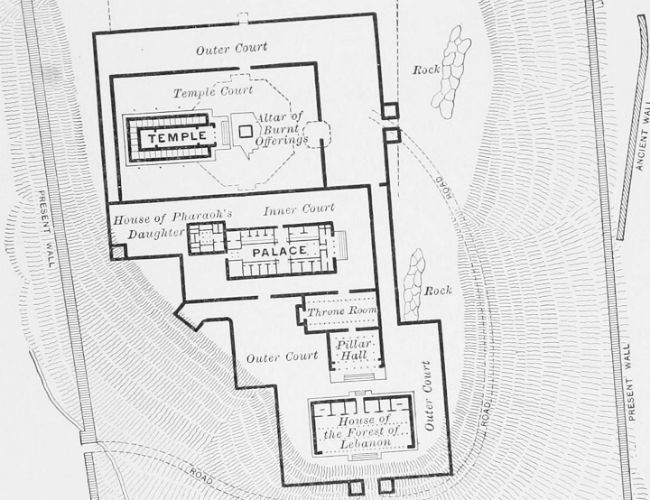 Outer Court
Rock
Temple Court
TEMPLE
Altar of
Burnt
Offerings
ANCIENT WALL
ROAD
PRESENT WALL
House of Pharaoh's
Daughter
Inner Court
PALACE
Rock
Throne Room
Outer Court
Pillar
Hall
Outer Court
PRESENT WALL
House of
the Forest of
Lebanon
ROAD
ROAD